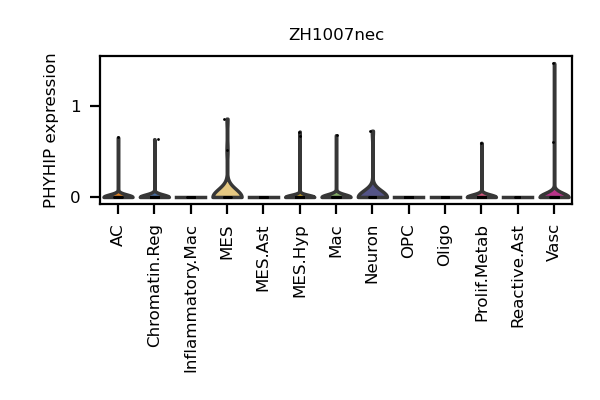 ZH1007nec
PHYHIP expression
1
0
AC
Chromatin.Reg
Inflammatory.Mac
MES
MES.Ast
MES.Hyp
Mac
Neuron
OPC
Oligo
Prolif.Metab
Reactive.Ast
Vasc